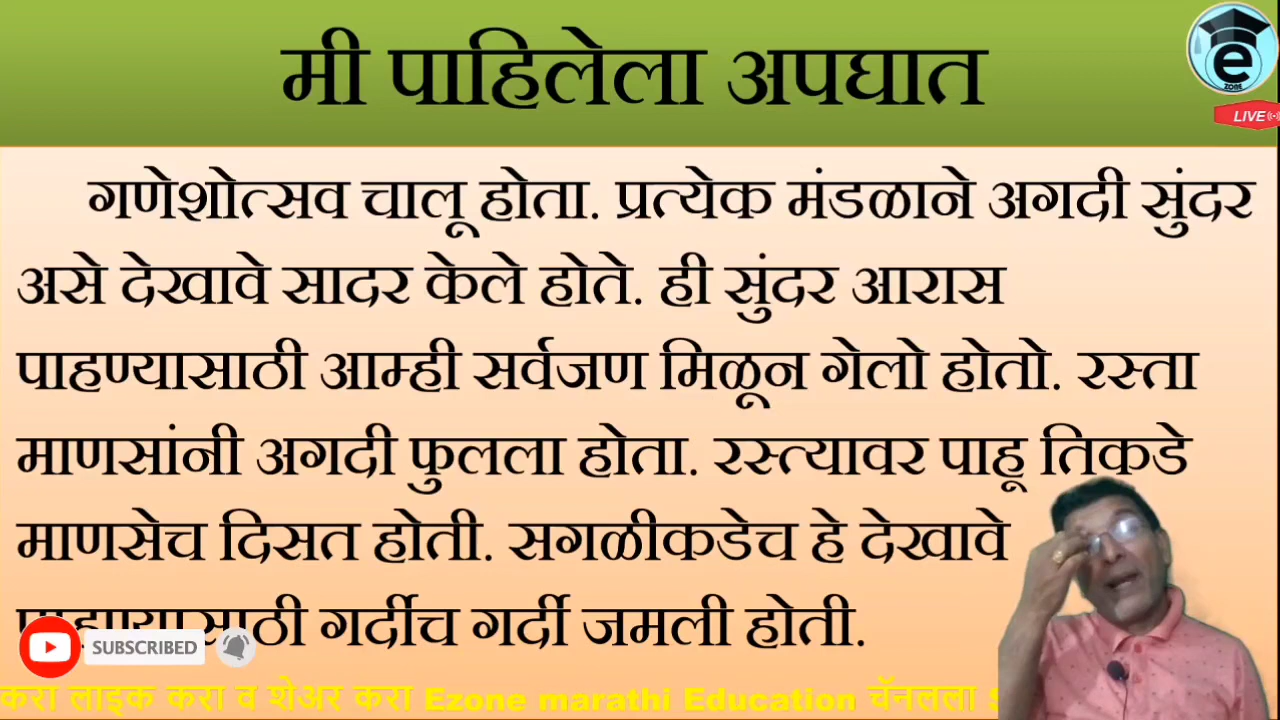 मी पाहिलेला अपघात
e
ZONE
LIVE
गणेशोत्सव चालू होता. प्रत्येक मंडळाने अगदी सुंदर
असे देखावे सादर केले होते. ही सुंदर आरास
पाहण्यासाठी आम्ही सर्वजण मिळून गेलो होतो. रस्ता
माणसांनी अगदी फुलला होता. रस्त्यावर पाहू तिकडे
माणसेच दिसत होती. सगळीकडेच हे देखावे
पाहण्यासाठी गर्दीच गर्दी जमली होती.
SUBSCRIBED
करा लाइक करा व शेअर करा Ezone marathi Education चॅनलला